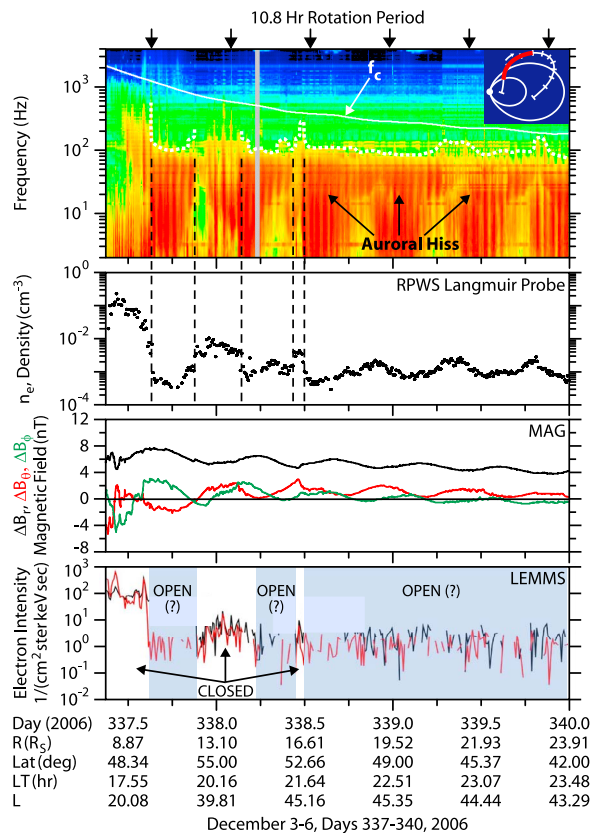 10.8 Hr Rotation Period
Frequency (Hz)
10³
10²
10¹
f_c
Auroral Hiss
RPWS Langmuir Probe
n_e, Density (cm⁻³)
10⁰
10⁻²
10⁻⁴
MAG
ΔB_r, ΔB_θ, ΔB_ϕ
Magnetic Field (nT)
12
8
4
0
-4
-8
LEMMS
Electron Intensity
1/(cm² ster keV sec)
10³
10²
10¹
10⁰
10⁻¹
10⁻²
OPEN
(?)
OPEN
(?)
OPEN (?)
CLOSED
Day (2006) 337.5 338.0 338.5 339.0 339.5 340.0
R (R_S) 8.87 13.10 16.61 19.52 21.93 23.91
Lat (deg) 48.34 55.00 52.66 49.00 45.37 42.00
LT (hr) 17.55 20.16 21.64 22.51 23.07 23.48
L 20.08 39.81 45.16 45.35 44.44 43.29
December 3-6, Days 337-340, 2006